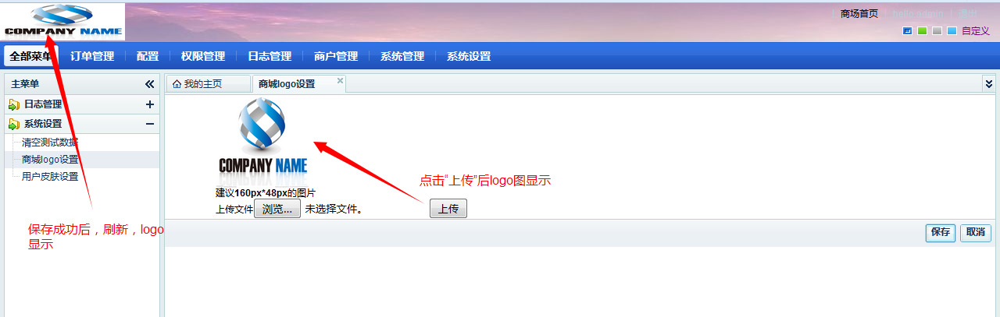 COMPANY NAME
商场首页 | hello admin | 退出
自定义
全部菜单 订单管理 配置 权限管理 日志管理 商户管理 系统管理 系统设置
主菜单
我的主页 商城logo设置
日志管理
系统设置
清空测试数据
商城logo设置
用户皮肤设置
COMPANY NAME
点击“上传”后logo图显示
建议160px*48px的图片
上传文件 浏览... 未选择文件。 上传
保存 取消
保存成功后，刷新，logo
显示